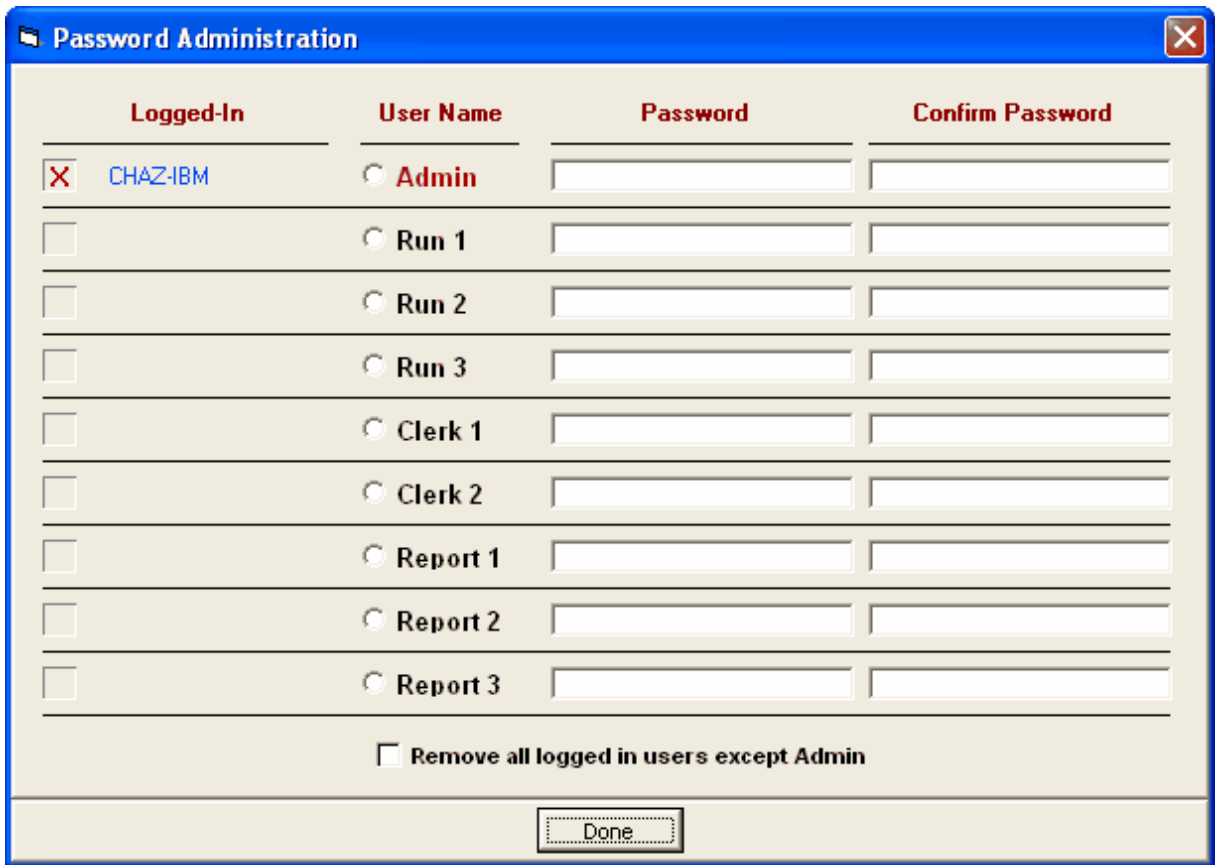 Password Administration
Logged-In User Name Password Confirm Password
X CHAZ-IBM Admin
Run 1
Run 2
Run 3
Clerk 1
Clerk 2
Report 1
Report 2
Report 3
Remove all logged in users except Admin
Done